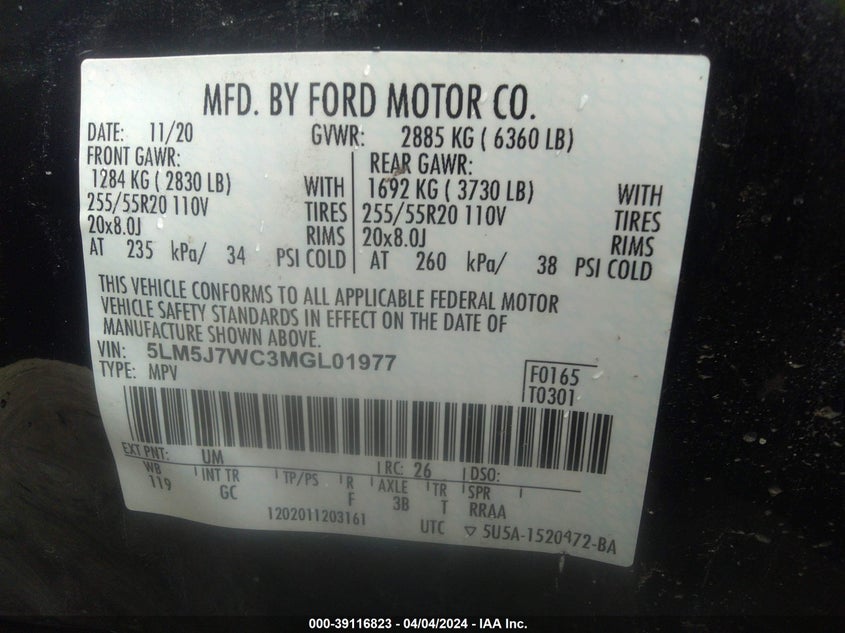 MFD. BY FORD MOTOR CO.
DATE: 11/20 GVWR: 2885 KG ( 6360 LB)
FRONT GAWR: REAR GAWR:
1284 KG ( 2830 LB) WITH 1692 KG ( 3730 LB) WITH
255/55R20 110V TIRES 255/55R20 110V TIRES
20x8.0J RIMS 20x8.0J RIMS
AT 235 kPa/ 34 PSI COLD AT 260 kPa/ 38 PSI COLD
THIS VEHICLE CONFORMS TO ALL APPLICABLE FEDERAL MOTOR
VEHICLE SAFETY STANDARDS IN EFFECT ON THE DATE OF
MANUFACTURE SHOWN ABOVE.
VIN: 5LM5J7WC3MGL01977
TYPE: MPV
F0165
T0301
EXT PNT: UM RC: 26 DSO:
WB INT TR TP/PS R AXLE TR SPR
119 GC F 3B T RRAA
1202011203161 UTC ▽ 5U5A-1520472-BA
000-39116823 - 04/04/2024 - IAA Inc.